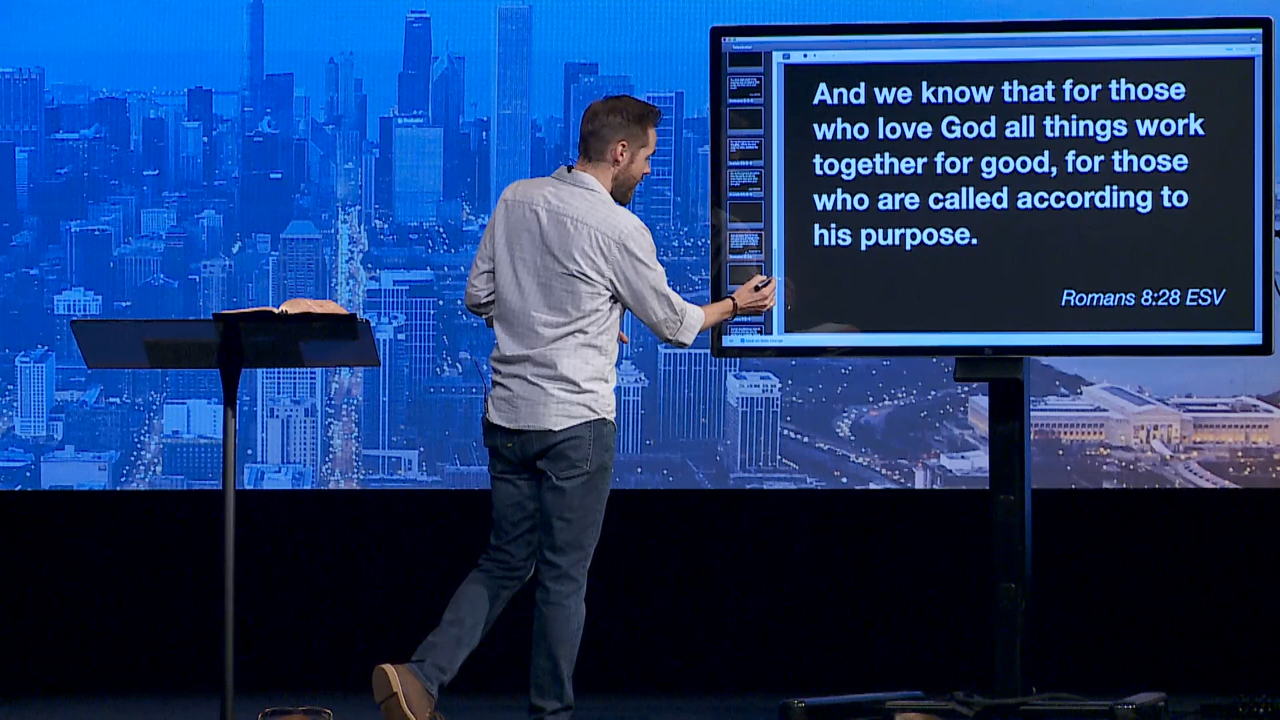 And we know that for those
who love God all things work
together for good, for those
who are called according to
his purpose.
Romans 8:28 ESV